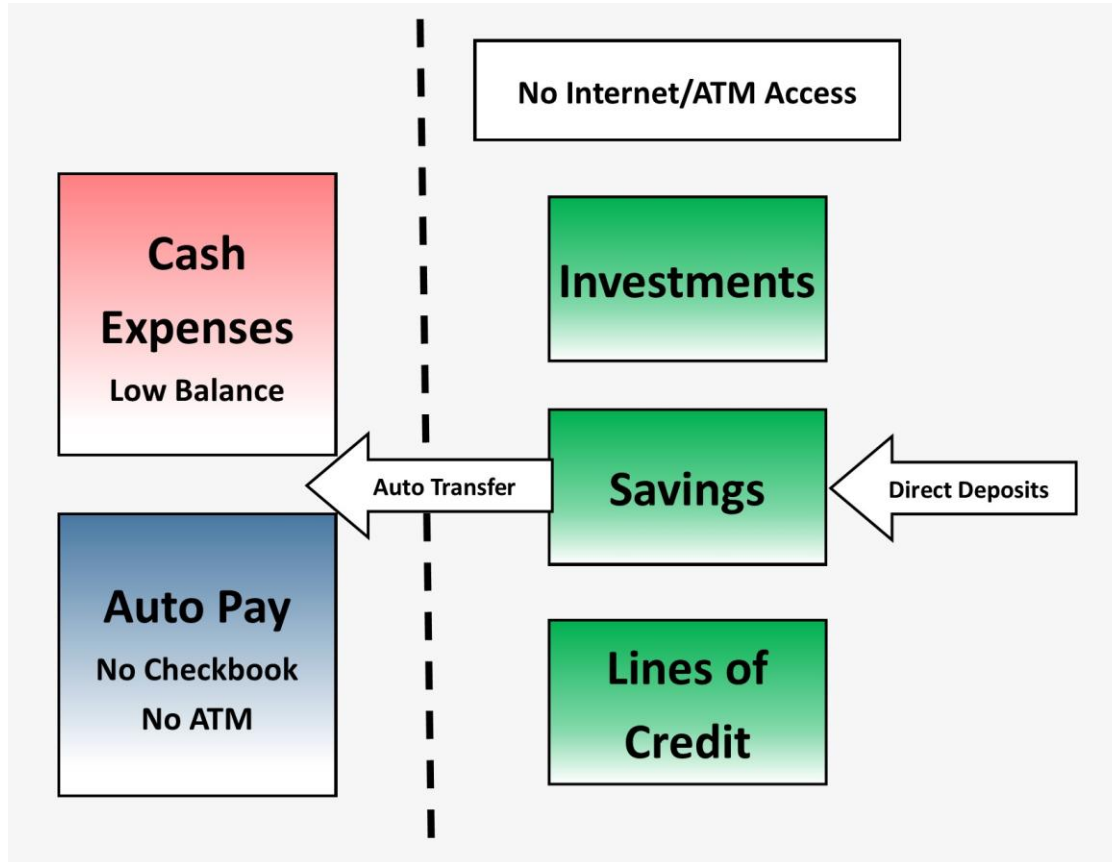 No Internet/ATM Access
Cash
Expenses
Low Balance
Investments
Auto Transfer
Savings
Direct Deposits
Auto Pay
No Checkbook
No ATM
Lines of
Credit